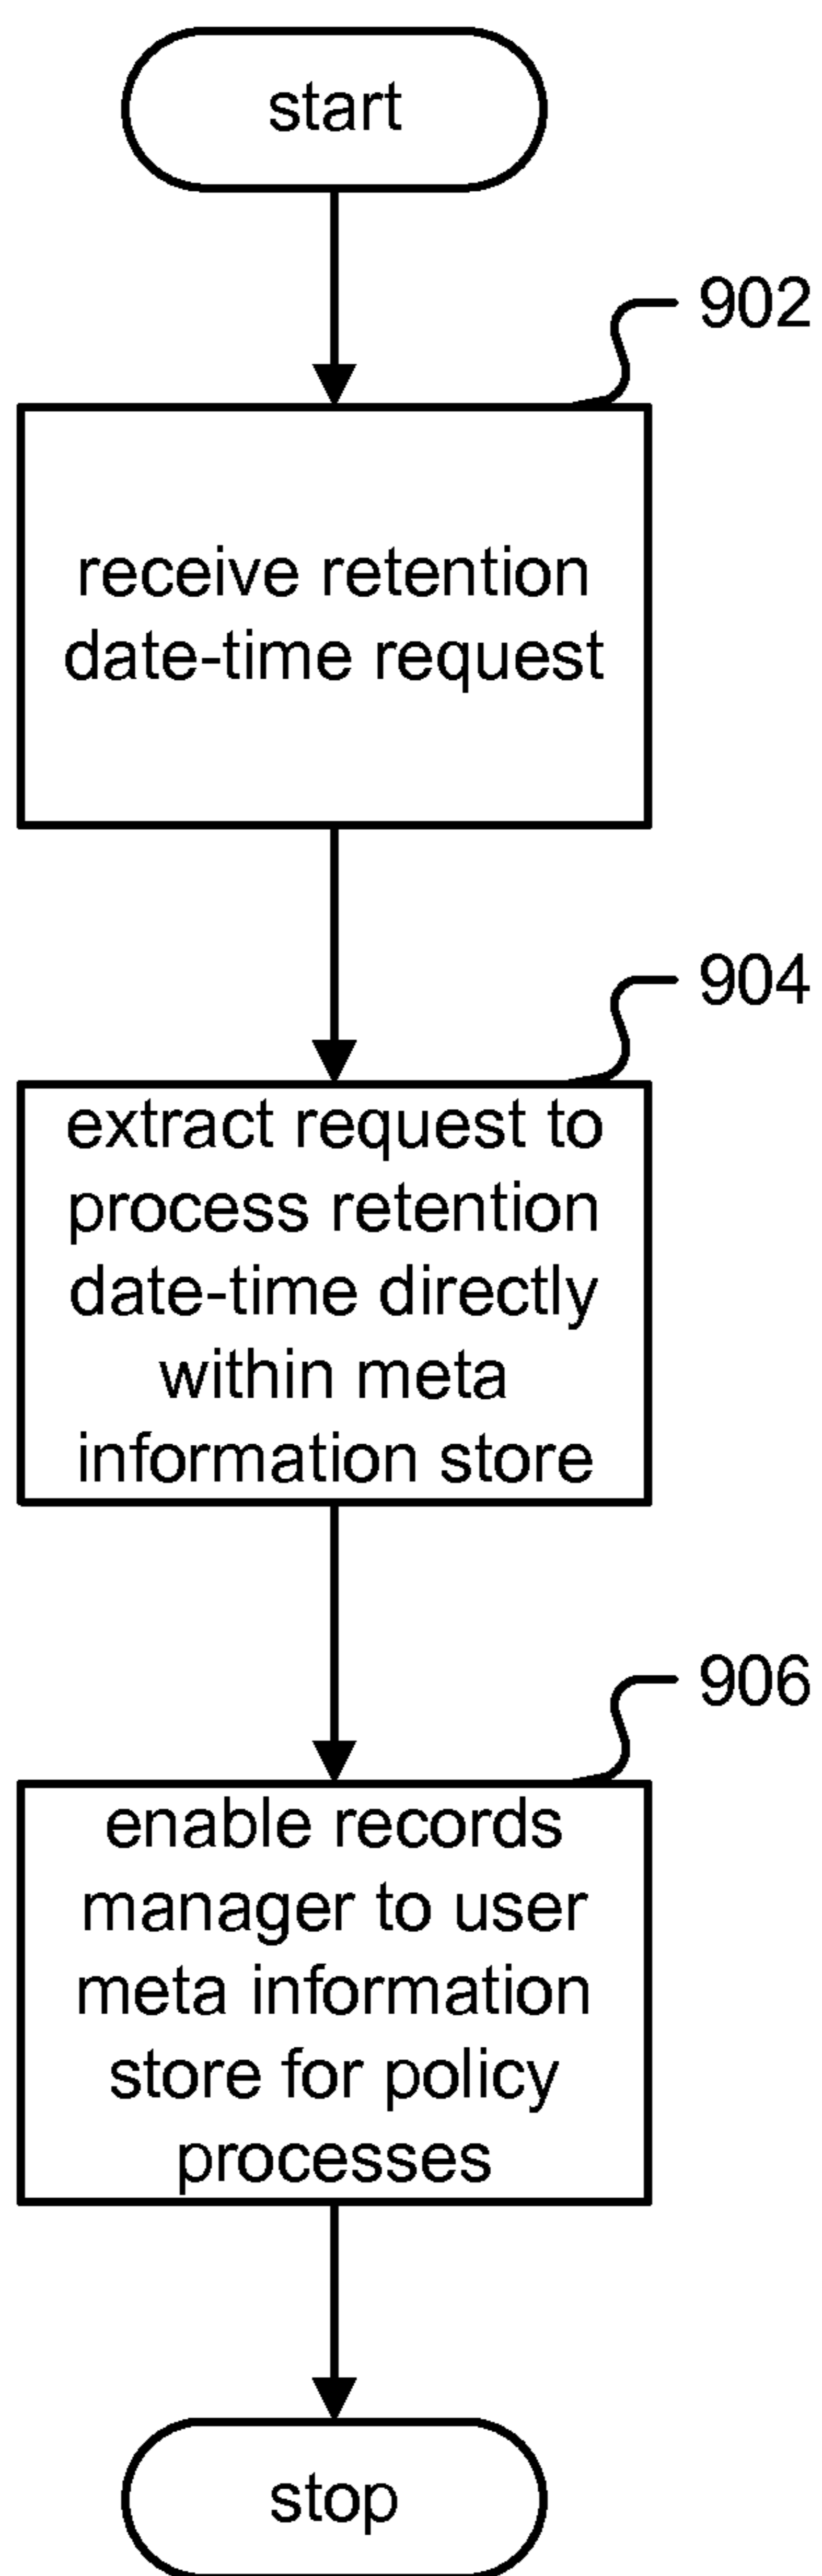 start
902
receive retention
date-time request
904
extract request to
process retention
date-time directly
within meta
information store
906
enable records
manager to user
meta information
store for policy
processes
stop